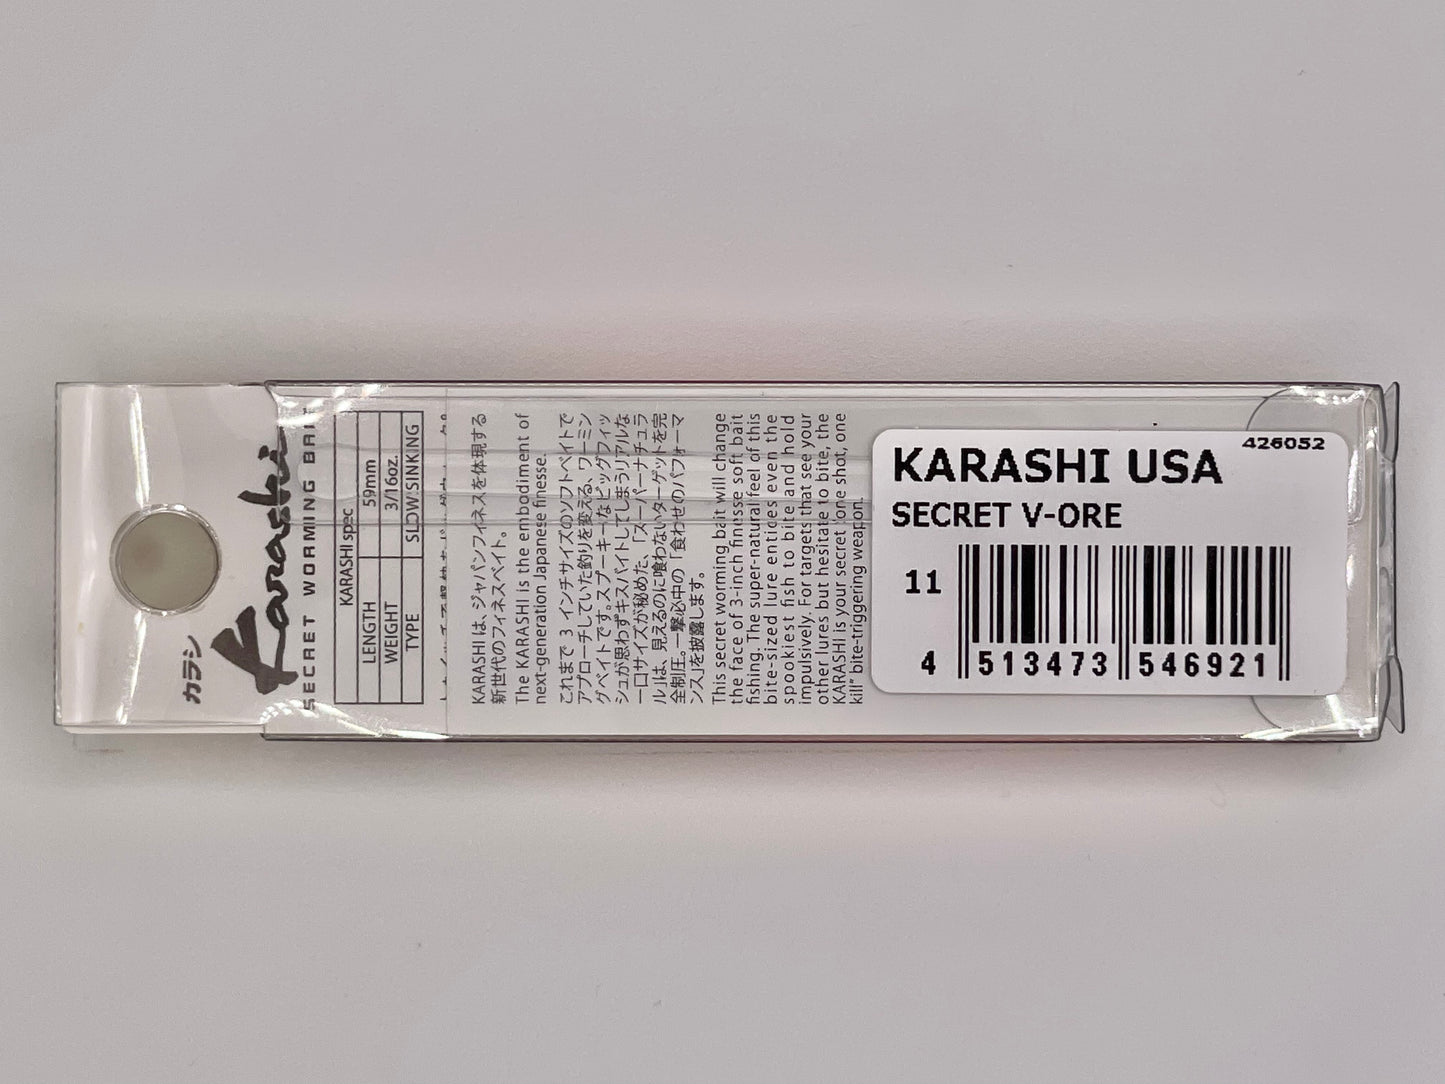 カラシ
Karashi
SECRET WORMING BAIT
KARASHI spec
LENGTH 59mm
WEIGHT 3/16oz.
TYPE SLOW SINKING
KARASHI は、ジャパンフィネスを体現する
新世代のフィネスベイト。
The KARASHI is the embodiment of
next-generation Japanese finesse.
これまで 3 インチサイズのソフトベイトで
アプローチしていた釣りを変える、ワーミン
グベイトです。スプーキーなビッグフィッ
シュが思わずキスバイトしてしまうリアルな
一口サイズが秘めた、「スーパーナチュラ
ル」は、見えるのに喰わないターゲットを完
全制圧。一撃必中の「食わせのパフォーマ
ンス」を披露します。
This secret worming bait will change
the face of 3-inch finesse soft bait
fishing. The super-natural feel of this
bite-sized lure entices even the
spookiest fish to bite and hold
impulsively. For targets that see your
other lures but hesitate to bite, the
KARASHI is your secret "one shot, one
kill" bite-triggering weapon.
426052
KARASHI USA
SECRET V-ORE
11
4 513473 546921